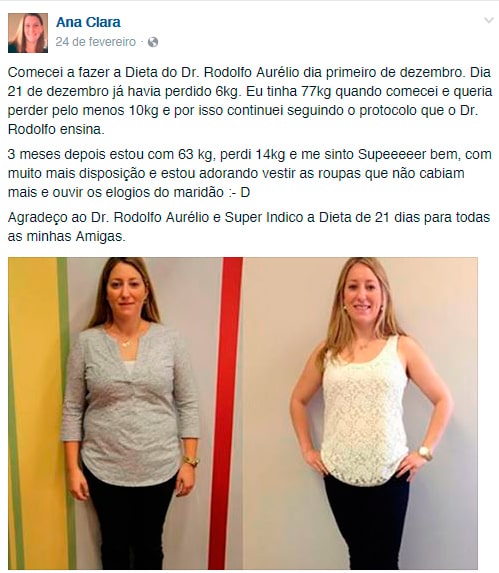 Ana Clara
24 de fevereiro ·
Comecei a fazer a Dieta do Dr. Rodolfo Aurélio dia primeiro de dezembro. Dia
21 de dezembro já havia perdido 6kg. Eu tinha 77kg quando comecei e queria
perder pelo menos 10kg e por isso continuei seguindo o protocolo que o Dr.
Rodolfo ensina.
3 meses depois estou com 63 kg, perdi 14kg e me sinto Supeeeeer bem, com
muito mais disposição e estou adorando vestir as roupas que não cabiam
mais e ouvir os elogios do maridão :- D
Agradeço ao Dr. Rodolfo Aurélio e Super Indico a Dieta de 21 dias para todas
as minhas Amigas.